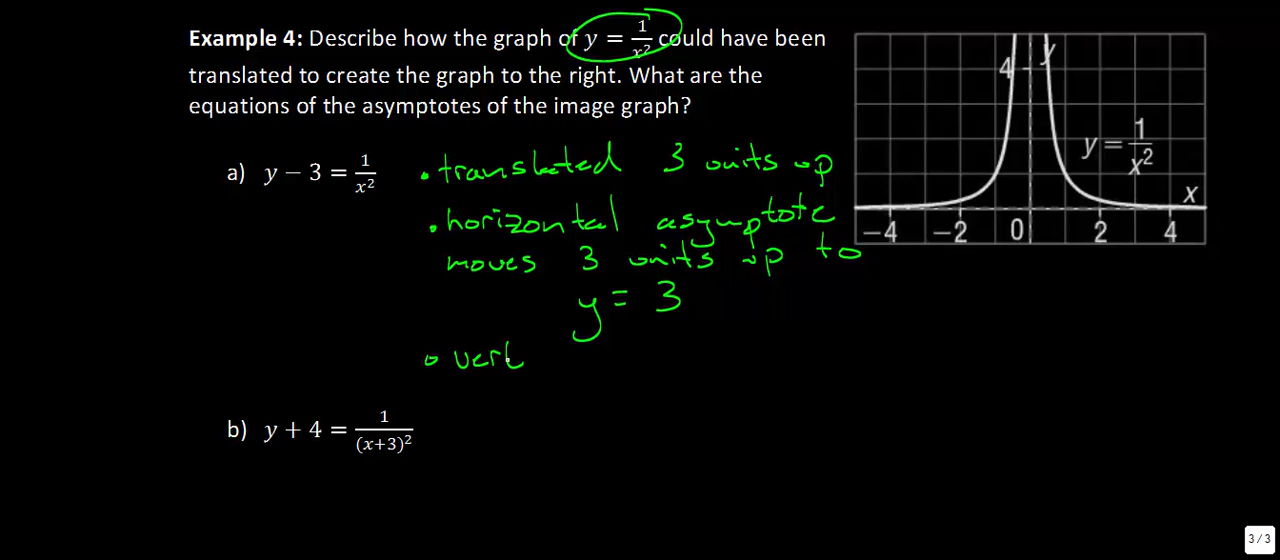 Example 4: Describe how the graph of y = 1/x² could have been
translated to create the graph to the right. What are the
equations of the asymptotes of the image graph?
a) y − 3 = 1/x²
• translated 3 units up
• horizontal asymptote
moves 3 units up to
y = 3
• vert
b) y + 4 = 1/(x+3)²
4 y
y = 1/x²
x
−4 −2 0 2 4
3 / 3